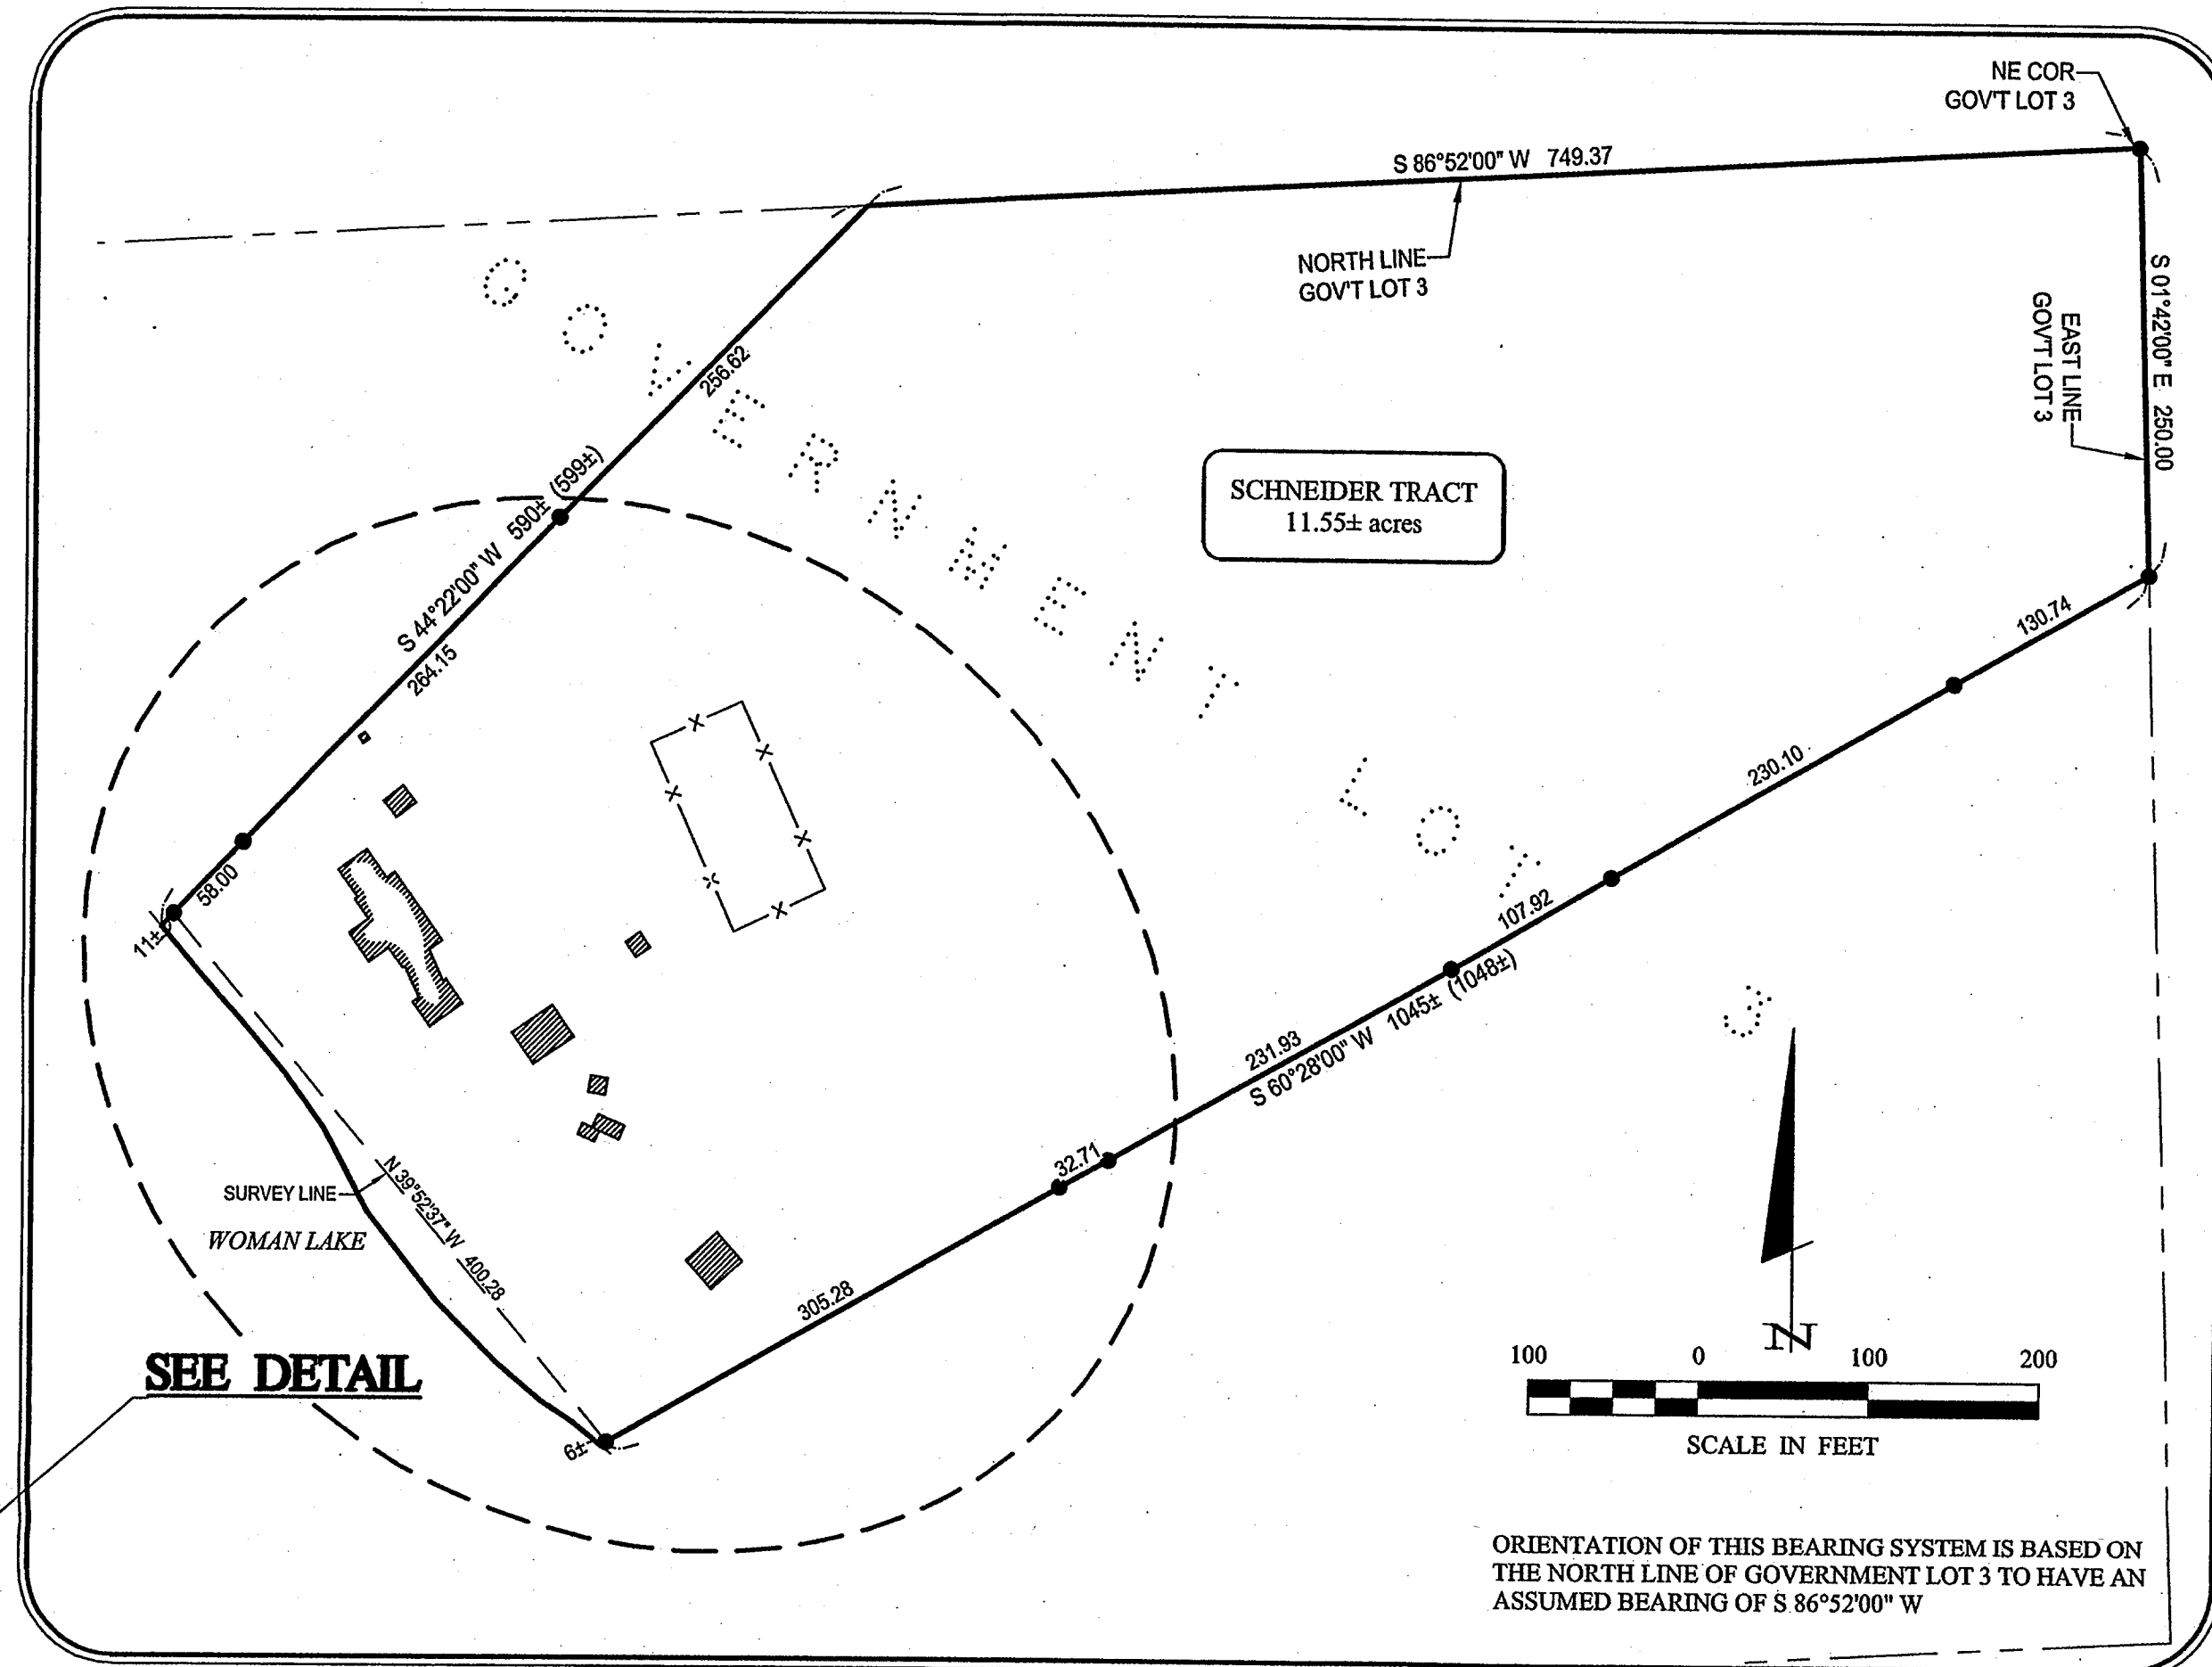 NE COR
GOV'T LOT 3
S 86°52'00" W 749.37
NORTH LINE
GOV'T LOT 3
S 01°42'00" E 250.00
EAST LINE
GOV'T LOT 3
GOVERNMENT LOT 3
256.62
S 44°22'00" W 590± (599±)
264.15
58.00
11±
SCHNEIDER TRACT
11.55± acres
130.74
230.10
107.92
231.93
S 60°28'00" W 1045± (1048±)
32.71
305.28
6±
SURVEY LINE
N 39°52'37" W 400.28
WOMAN LAKE
SEE DETAIL
N
100 0 100 200
SCALE IN FEET
ORIENTATION OF THIS BEARING SYSTEM IS BASED ON
THE NORTH LINE OF GOVERNMENT LOT 3 TO HAVE AN
ASSUMED BEARING OF S 86°52'00" W